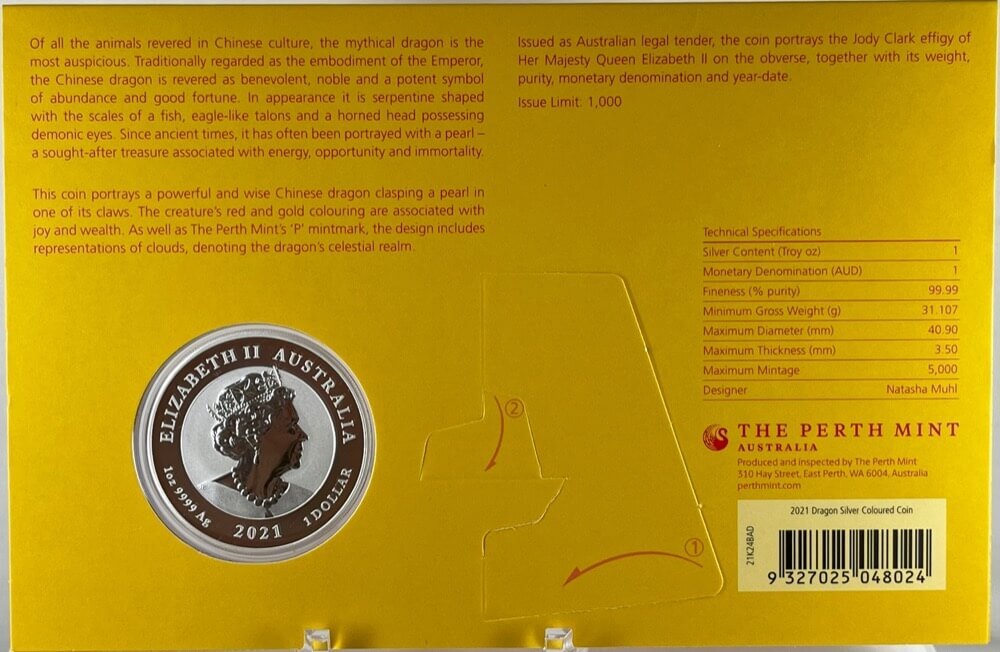 Of all the animals revered in Chinese culture, the mythical dragon is the
most auspicious. Traditionally regarded as the embodiment of the Emperor,
the Chinese dragon is revered as benevolent, noble and a potent symbol
of abundance and good fortune. In appearance it is serpentine shaped
with the scales of a fish, eagle-like talons and a horned head possessing
demonic eyes. Since ancient times, it has often been portrayed with a pearl –
a sought-after treasure associated with energy, opportunity and immortality.
This coin portrays a powerful and wise Chinese dragon clasping a pearl in
one of its claws. The creature's red and gold colouring are associated with
joy and wealth. As well as The Perth Mint's 'P' mintmark, the design includes
representations of clouds, denoting the dragon's celestial realm.
Issued as Australian legal tender, the coin portrays the Jody Clark effigy of
Her Majesty Queen Elizabeth II on the obverse, together with its weight,
purity, monetary denomination and year-date.
Issue Limit: 1,000
Technical Specifications
Silver Content (Troy oz) 1
Monetary Denomination (AUD) 1
Fineness (% purity) 99.99
Minimum Gross Weight (g) 31.107
Maximum Diameter (mm) 40.90
Maximum Thickness (mm) 3.50
Maximum Mintage 5,000
Designer Natasha Muhl
ELIZABETH II AUSTRALIA
1oz 9999 Ag 2021 1 DOLLAR
②
①
THE PERTH MINT
AUSTRALIA
Produced and inspected by The Perth Mint
310 Hay Street, East Perth, WA 6004, Australia
perthmint.com
2021 Dragon Silver Coloured Coin
21K24BAD
9 327025 048024